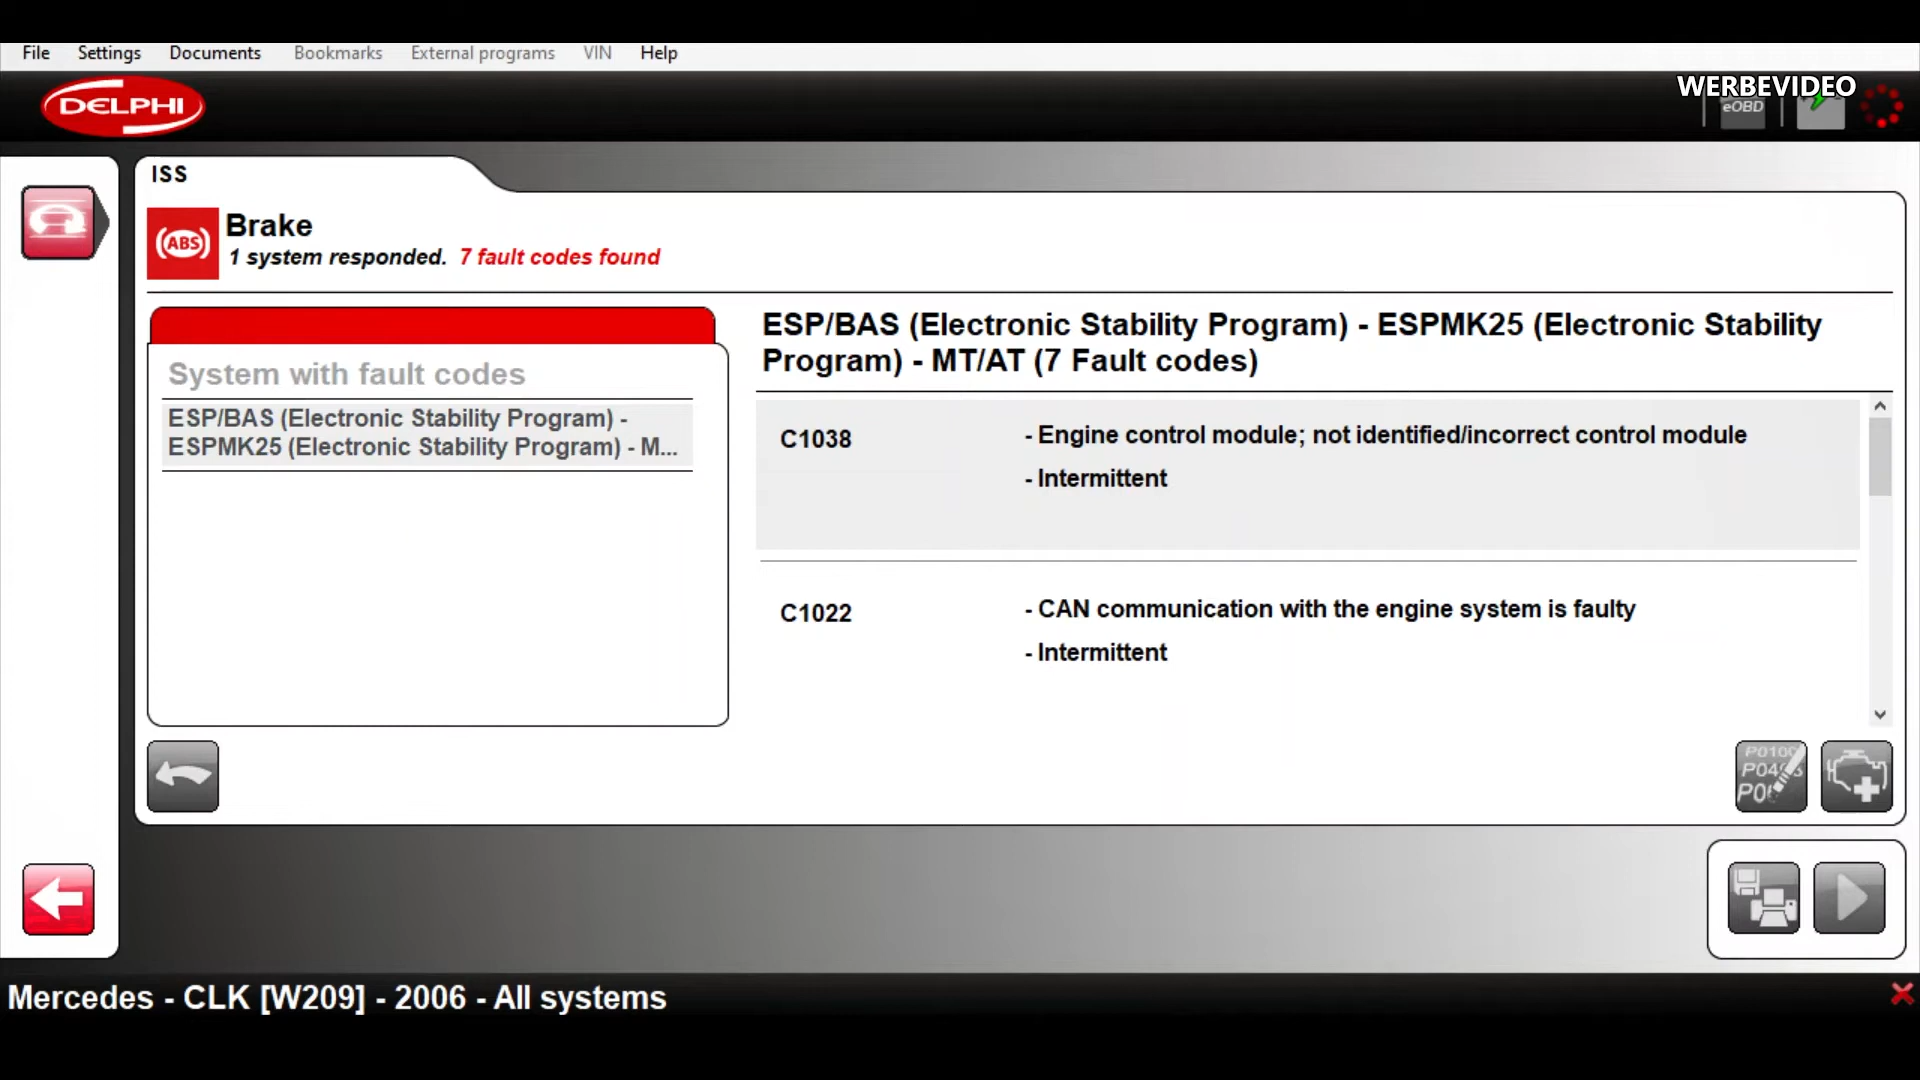 File Settings Documents Bookmarks External programs VIN Help
DELPHI
WERBEVIDEO
eOBD
ISS
ABS
Brake
1 system responded. 7 fault codes found
System with fault codes
ESP/BAS (Electronic Stability Program) -
ESPMK25 (Electronic Stability Program) - M...
ESP/BAS (Electronic Stability Program) - ESPMK25 (Electronic Stability
Program) - MT/AT (7 Fault codes)
C1038 - Engine control module; not identified/incorrect control module
- Intermittent
C1022 - CAN communication with the engine system is faulty
- Intermittent
P0100
Mercedes - CLK [W209] - 2006 - All systems